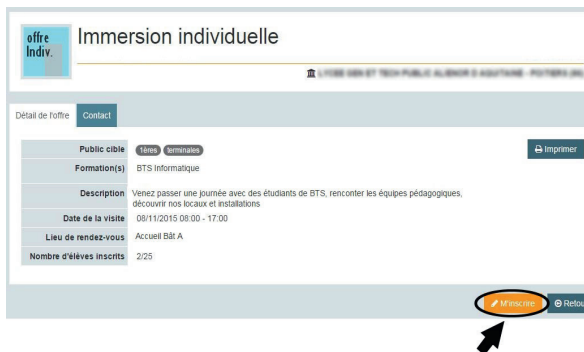 offre
Indiv.
Immersion individuelle
Détail de l'offre
Contact
Public cible 1ères terminales
Imprimer
Formation(s) BTS Informatique
Description Venez passer une journée avec des étudiants de BTS, renconter les équipes pédagogiques,
découvrir nos locaux et installations
Date de la visite 08/11/2015 08:00 - 17:00
Lieu de rendez-vous Accueil Bât A
Nombre d'élèves inscrits 2/25
M'inscrire
Retou